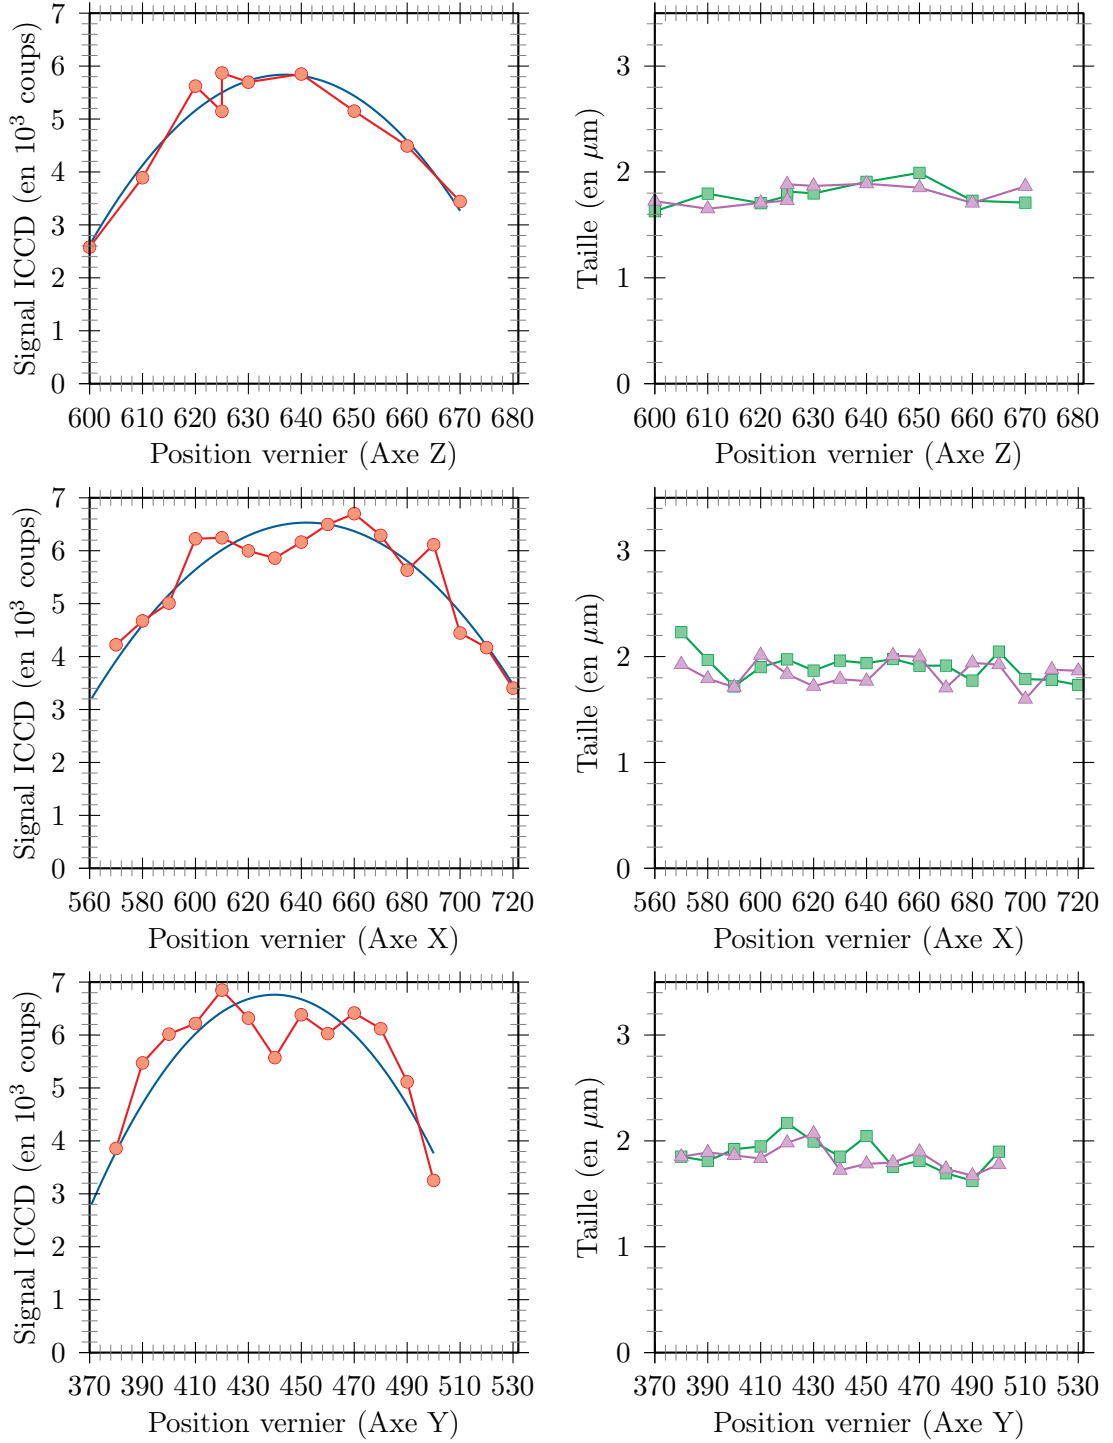 7
6
5
4
3
2
1
0
Signal ICCD (en 10³ coups)
600 610 620 630 640 650 660 670 680
Position vernier (Axe Z)
3
2
1
0
Taille (en μm)
600 610 620 630 640 650 660 670 680
Position vernier (Axe Z)
7
6
5
4
3
2
1
0
Signal ICCD (en 10³ coups)
560 580 600 620 640 660 680 700 720
Position vernier (Axe X)
3
2
1
0
Taille (en μm)
560 580 600 620 640 660 680 700 720
Position vernier (Axe X)
7
6
5
4
3
2
1
0
Signal ICCD (en 10³ coups)
370 390 410 430 450 470 490 510 530
Position vernier (Axe Y)
3
2
1
0
Taille (en μm)
370 390 410 430 450 470 490 510 530
Position vernier (Axe Y)